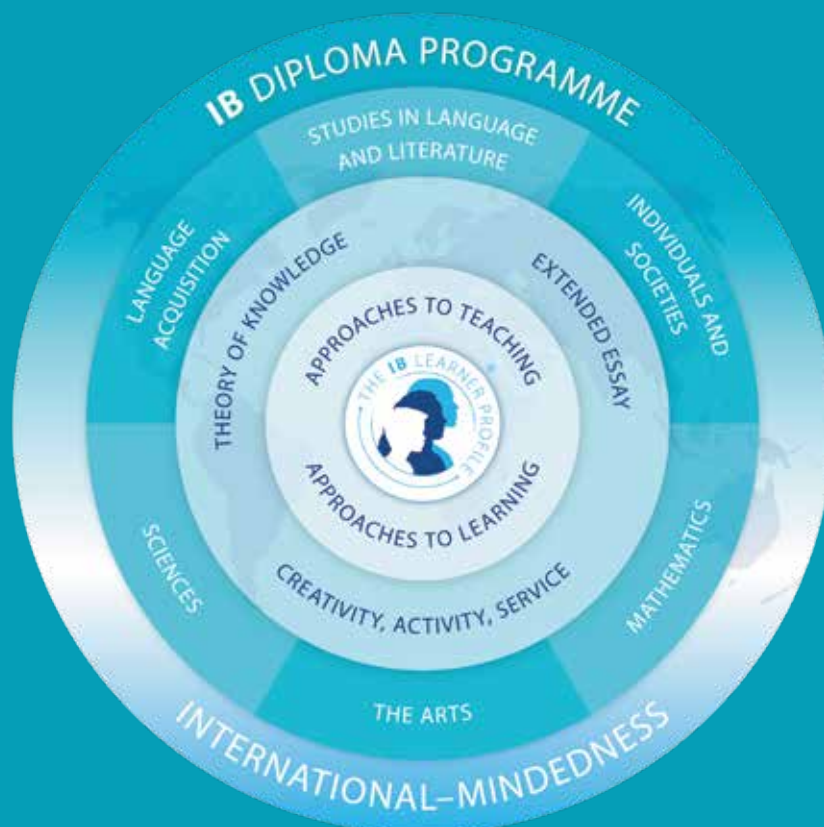 IB DIPLOMA PROGRAMME
STUDIES IN LANGUAGE
AND LITERATURE
LANGUAGE
ACQUISITION
INDIVIDUALS AND
SOCIETIES
THEORY OF KNOWLEDGE
EXTENDED ESSAY
APPROACHES TO TEACHING
THE IB LEARNER PROFILE
®
APPROACHES TO LEARNING
CREATIVITY, ACTIVITY, SERVICE
SCIENCES
MATHEMATICS
THE ARTS
INTERNATIONAL–MINDEDNESS